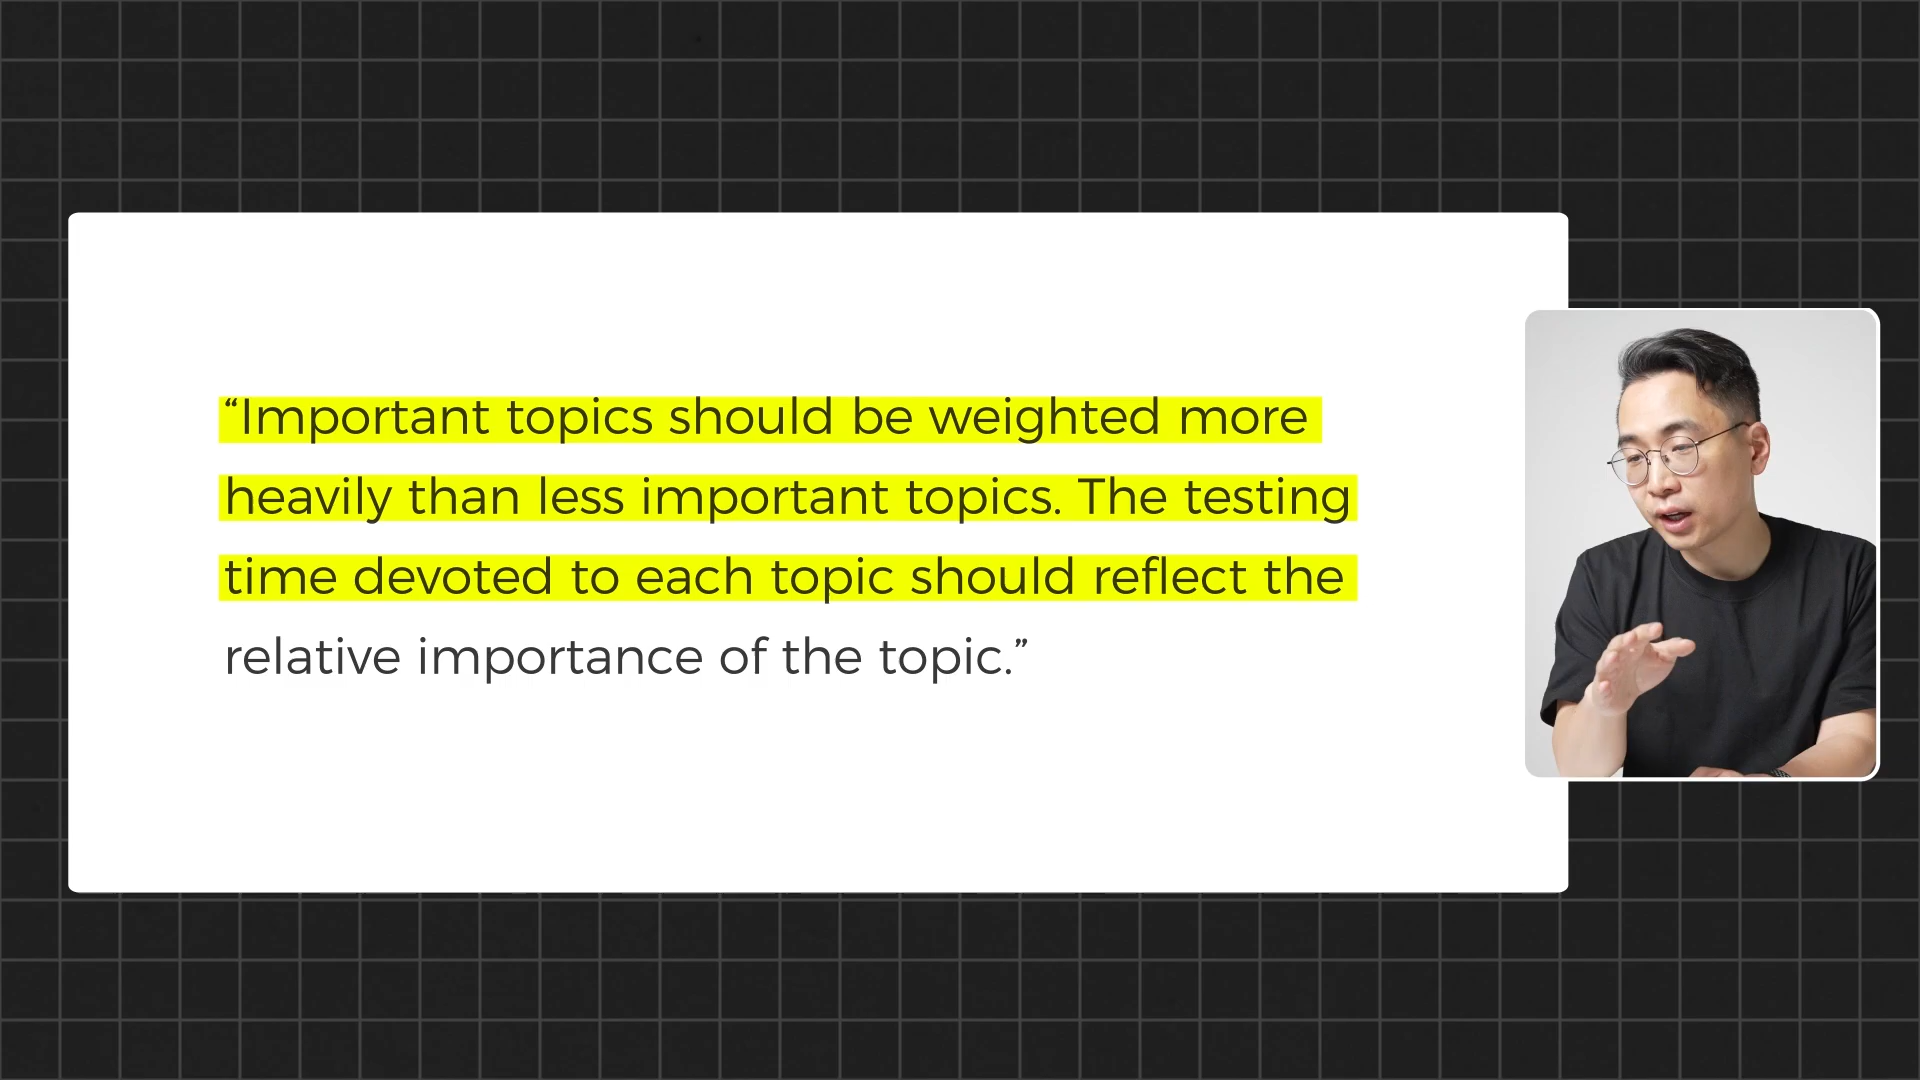 “Important topics should be weighted more
heavily than less important topics. The testing
time devoted to each topic should reflect the
relative importance of the topic.”